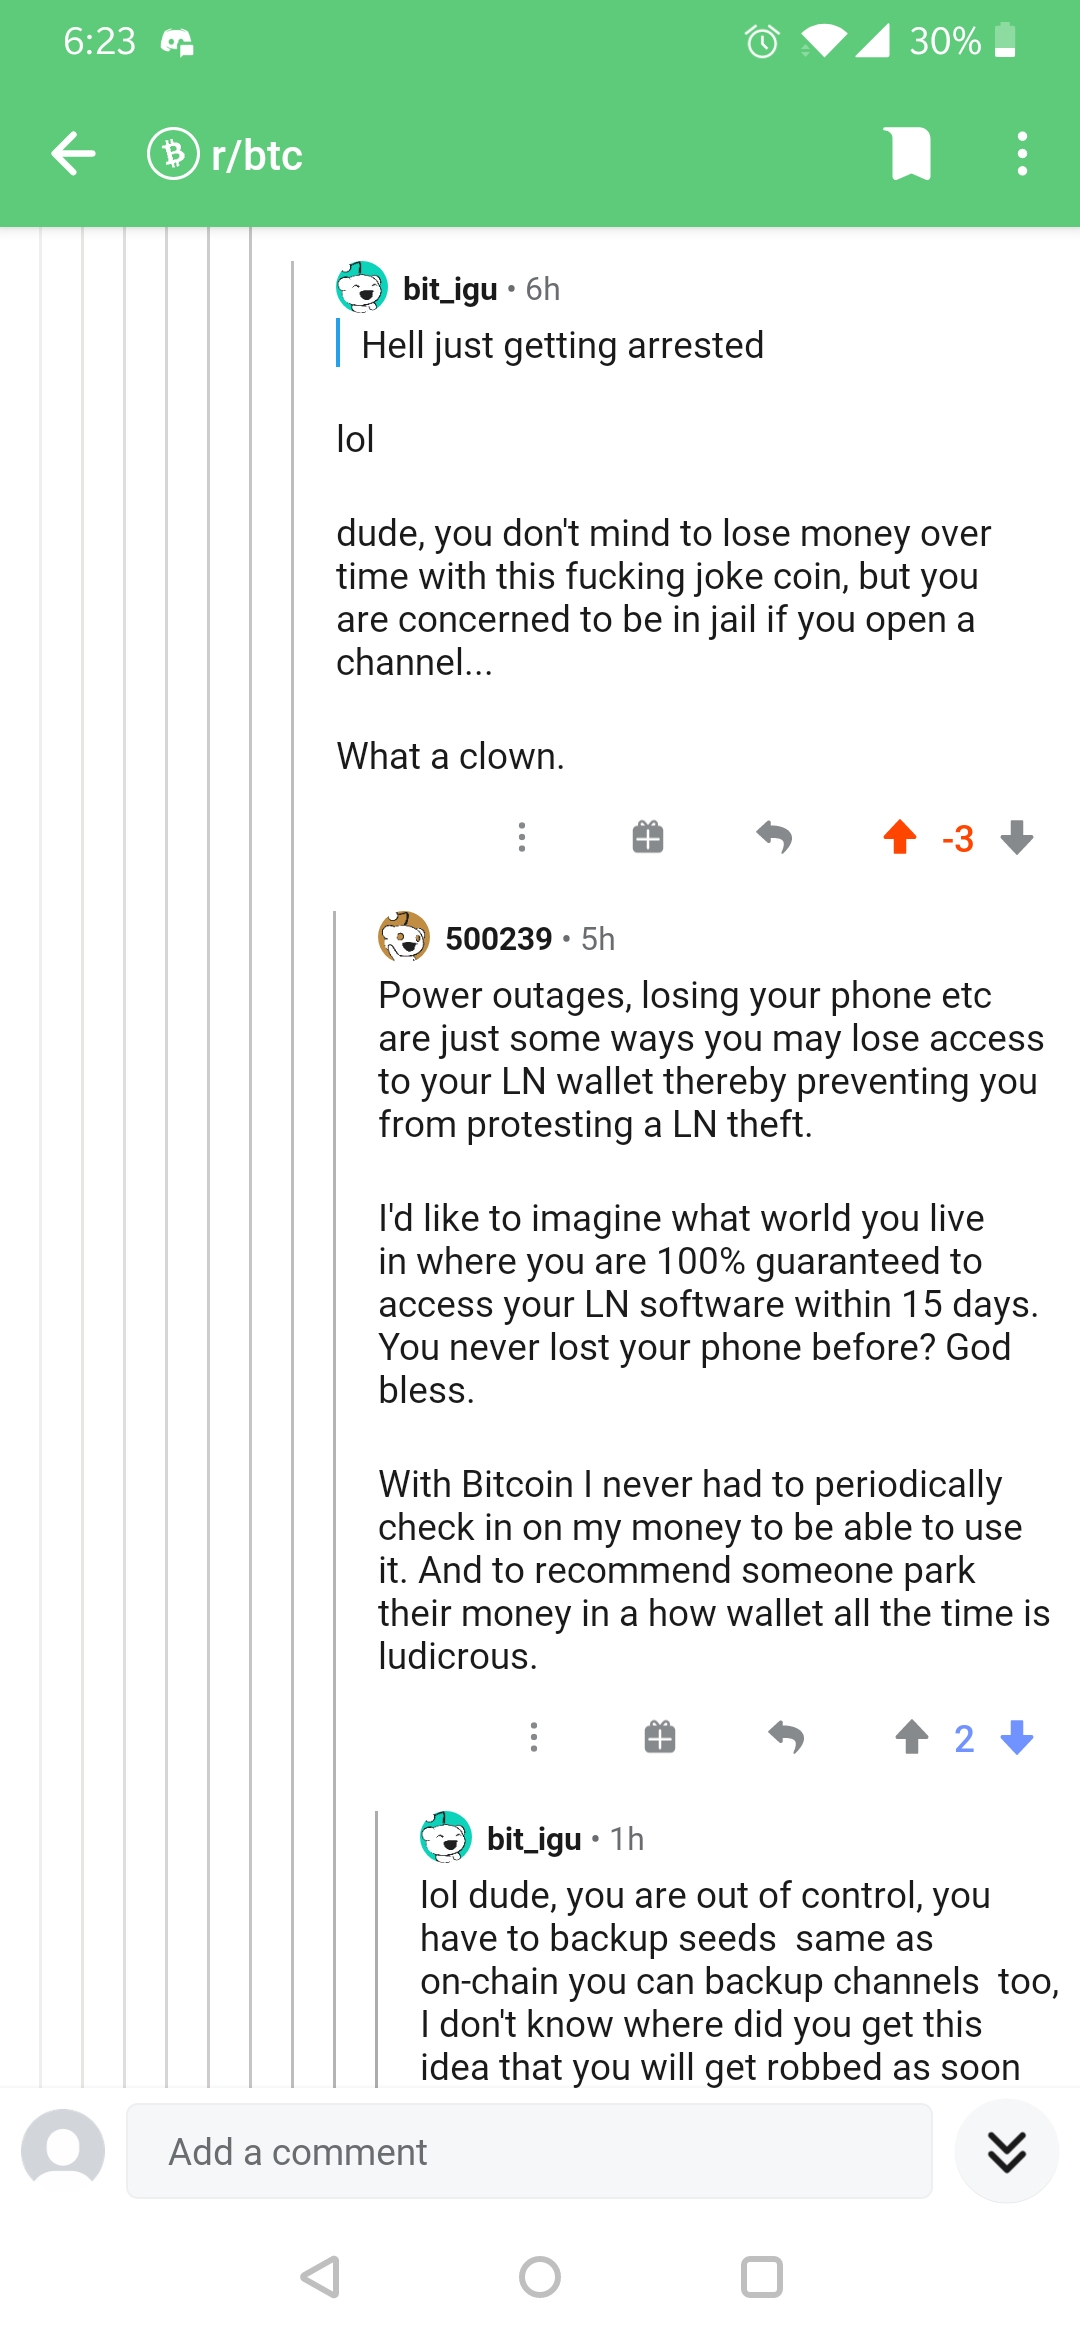 6:23
30%
r/btc
bit_igu • 6h
Hell just getting arrested
lol
dude, you don't mind to lose money over
time with this fucking joke coin, but you
are concerned to be in jail if you open a
channel...
What a clown.
-3
500239 • 5h
Power outages, losing your phone etc
are just some ways you may lose access
to your LN wallet thereby preventing you
from protesting a LN theft.
I'd like to imagine what world you live
in where you are 100% guaranteed to
access your LN software within 15 days.
You never lost your phone before? God
bless.
With Bitcoin I never had to periodically
check in on my money to be able to use
it. And to recommend someone park
their money in a how wallet all the time is
ludicrous.
2
bit_igu • 1h
lol dude, you are out of control, you
have to backup seeds  same as
on-chain you can backup channels  too,
I don't know where did you get this
idea that you will get robbed as soon
Add a comment